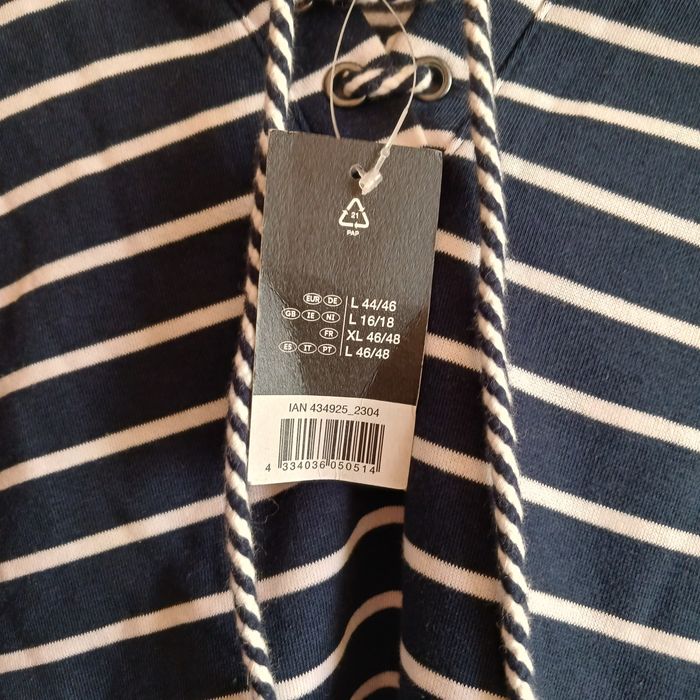 21
PAP
EUR DE L 44/46
GB IE NI L 16/18
FR XL 46/48
ES IT PT L 46/48
IAN 434925_2304
4 334036 050514